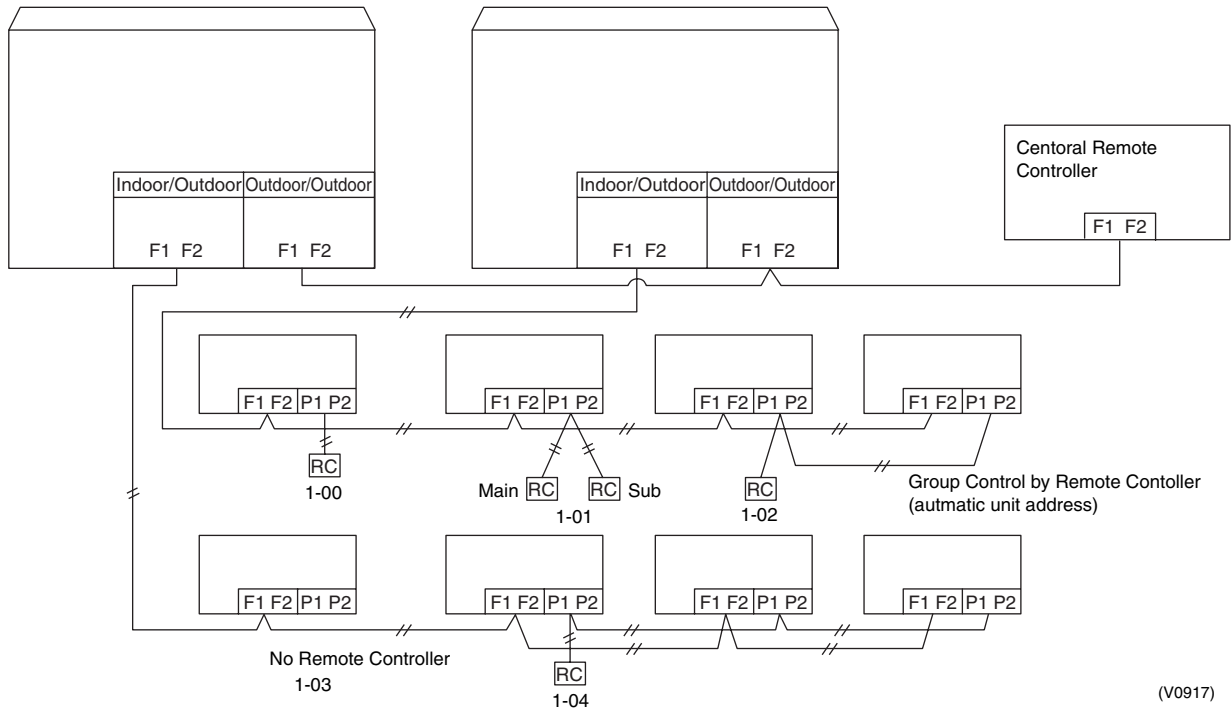 Centoral Remote
Controller
F1 F2
Indoor/Outdoor Outdoor/Outdoor
F1 F2 F1 F2
Indoor/Outdoor Outdoor/Outdoor
F1 F2 F1 F2
F1 F2 P1 P2
F1 F2 P1 P2
F1 F2 P1 P2
F1 F2 P1 P2
RC
1-00
Main RC RC Sub
1-01
RC
1-02
Group Control by Remote Contoller
(autmatic unit address)
F1 F2 P1 P2
F1 F2 P1 P2
F1 F2 P1 P2
F1 F2 P1 P2
No Remote Controller
1-03
RC
1-04
(V0917)